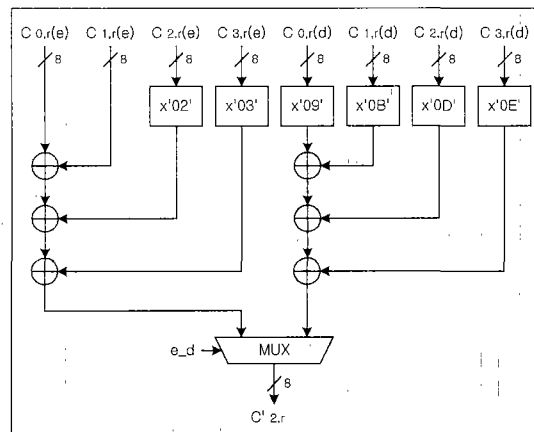 C 0,r(e) C 1,r(e) C 2,r(e) C 3,r(e) C 0,r(d) C 1,r(d) C 2,r(d) C 3,r(d)
8 8 8 8 8 8 8 8
x'02' x'03' x'09' x'0B' x'0D' x'0E'
e_d MUX
8
C' 2,r